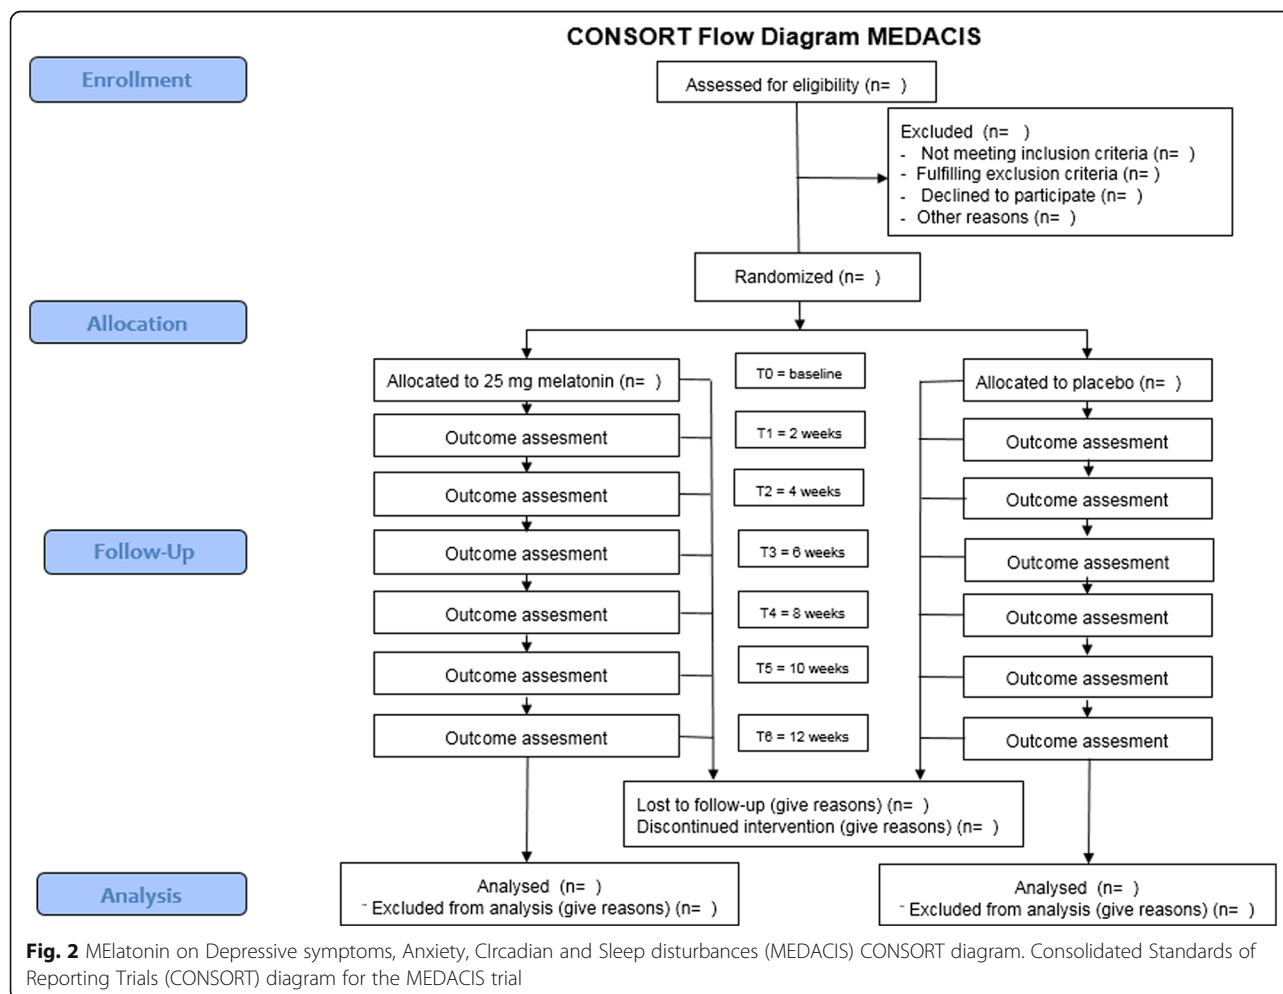 CONSORT Flow Diagram MEDACIS
Enrollment
Assessed for eligibility (n=  )
Excluded  (n=   )
-   Not meeting inclusion criteria (n=  )
-  Fulfilling exclusion criteria (n=  )
-   Declined to participate (n=  )
-  Other reasons (n=  )
Randomized (n=  )
Allocation
Allocated to 25 mg melatonin (n=  )
T0 = baseline
Allocated to placebo (n=  )
Outcome assesment
T1 = 2 weeks
Outcome assesment
Outcome assesment
T2 = 4 weeks
Outcome assesment
Follow-Up
Outcome assesment
T3 = 6 weeks
Outcome assesment
Outcome assesment
T4 = 8 weeks
Outcome assesment
Outcome assesment
T5 = 10 weeks
Outcome assesment
Outcome assesment
T6 = 12 weeks
Outcome assesment
Lost to follow-up (give reasons) (n=  )
Discontinued intervention (give reasons) (n=  )
Analysis
Analysed  (n=  )
- Excluded from analysis (give reasons) (n=  )
Analysed  (n=  )
- Excluded from analysis (give reasons) (n=  )
Fig. 2 MElatonin on Depressive symptoms, Anxiety, CIrcadian and Sleep disturbances (MEDACIS) CONSORT diagram. Consolidated Standards of
Reporting Trials (CONSORT) diagram for the MEDACIS trial